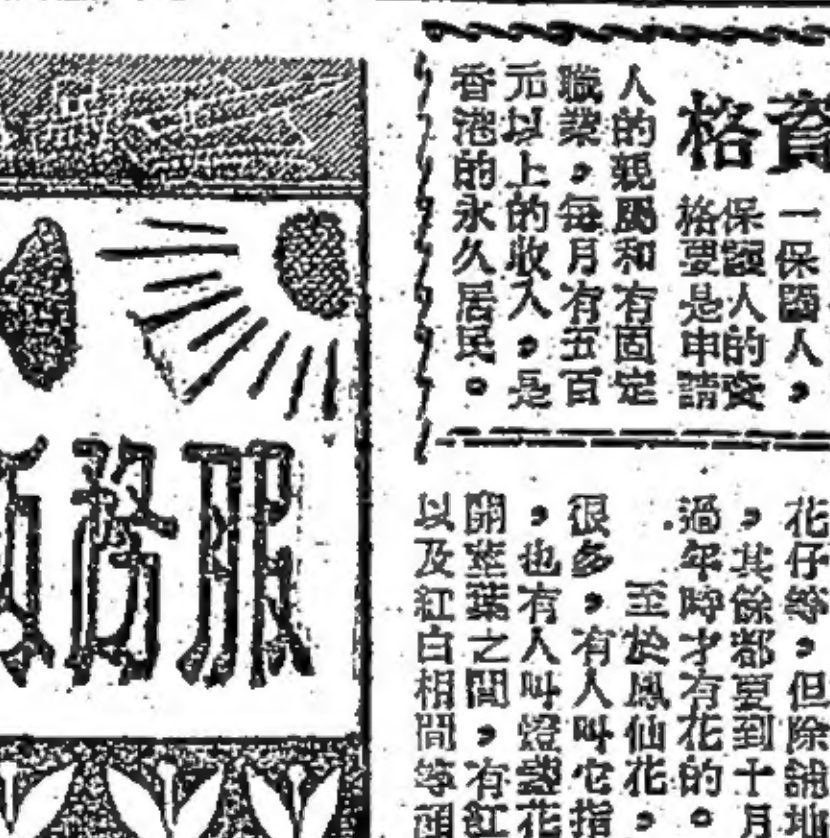 資格
一保證人，
保證人的資
格要是申請
人的親屬和有固定
職業，每月有五百
元以上的收入，是
香港的永久居民。
花仔等，但除舖地
，其餘都要到十月
過年時才有花的。
至於鳳仙花，
很多，有人叫它指
，也有人叫燈盞花
開莖葉之間，有紅
以及紅白相間等
服務